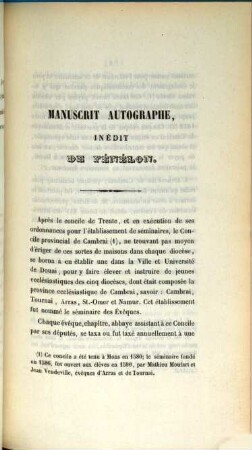 MANUSCRIT AUTOGRAPHE,
INÉDIT
DE FÉNÉLON.
Après le concile de Trente, et en exécution de ses
ordonnances pour l'établissement de séminaires, le Con-
cile provincial de Cambrai (1), ne trouvant pas moyen
d'ériger de ces sortes de maisons dans chaque diocèse,
se borna à en établir une dans la Ville et Université
de Douai; pour y faire élever et instruire de jeunes
ecclésiastiques des cinq diocèses, dont était composée
la province ecclésiastique de Cambrai, savoir : Cambrai,
Tournai, Arras, St.-Omer et Namur. Cet établissement
fut nommé le séminaire des Évêques.
Chaque évêque, chapitre, abbaye assistant à ce Concile
par ses députés, se taxa ou fut taxé annuellement à une
(1) Ce concile a été tenu à Mons en 1586; le séminaire fondé
en 1586, fut ouvert aux élèves en 1589, par Mathieu Moulart et
Jean Vendeville, évêques d'Arras et de Tournai.